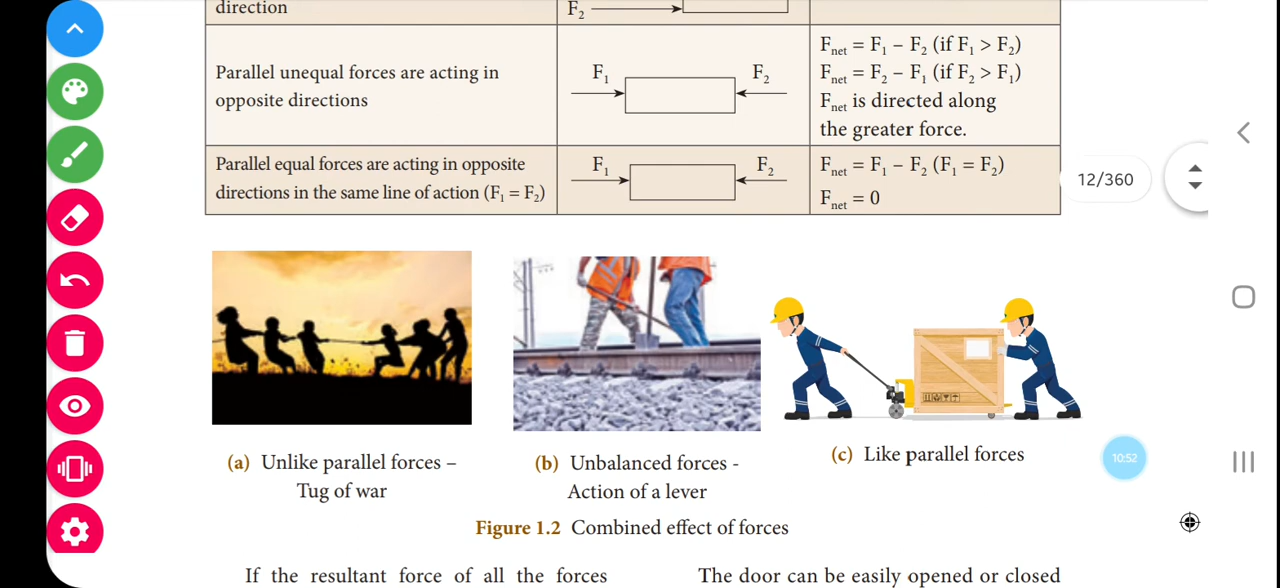 direction
F₂
Parallel unequal forces are acting in
opposite directions
F₁
F₂
Fnet = F₁ – F₂ (if F₁ > F₂)
Fnet = F₂ – F₁ (if F₂ > F₁)
Fnet is directed along
the greater force.
Parallel equal forces are acting in opposite
directions in the same line of action (F₁ = F₂)
F₁
F₂
Fnet = F₁ – F₂ (F₁ = F₂)
Fnet = 0
12/360
(a) Unlike parallel forces –
Tug of war
(b) Unbalanced forces -
Action of a lever
(c) Like parallel forces
10:52
Figure 1.2 Combined effect of forces
If the resultant force of all the forces
The door can be easily opened or closed